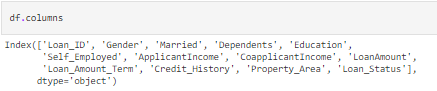 df.columns
Index(['Loan_ID', 'Gender', 'Married', 'Dependents', 'Education',
'Self_Employed', 'ApplicantIncome', 'CoapplicantIncome', 'LoanAmount',
'Loan_Amount_Term', 'Credit_History', 'Property_Area', 'Loan_Status'],
dtype='object')